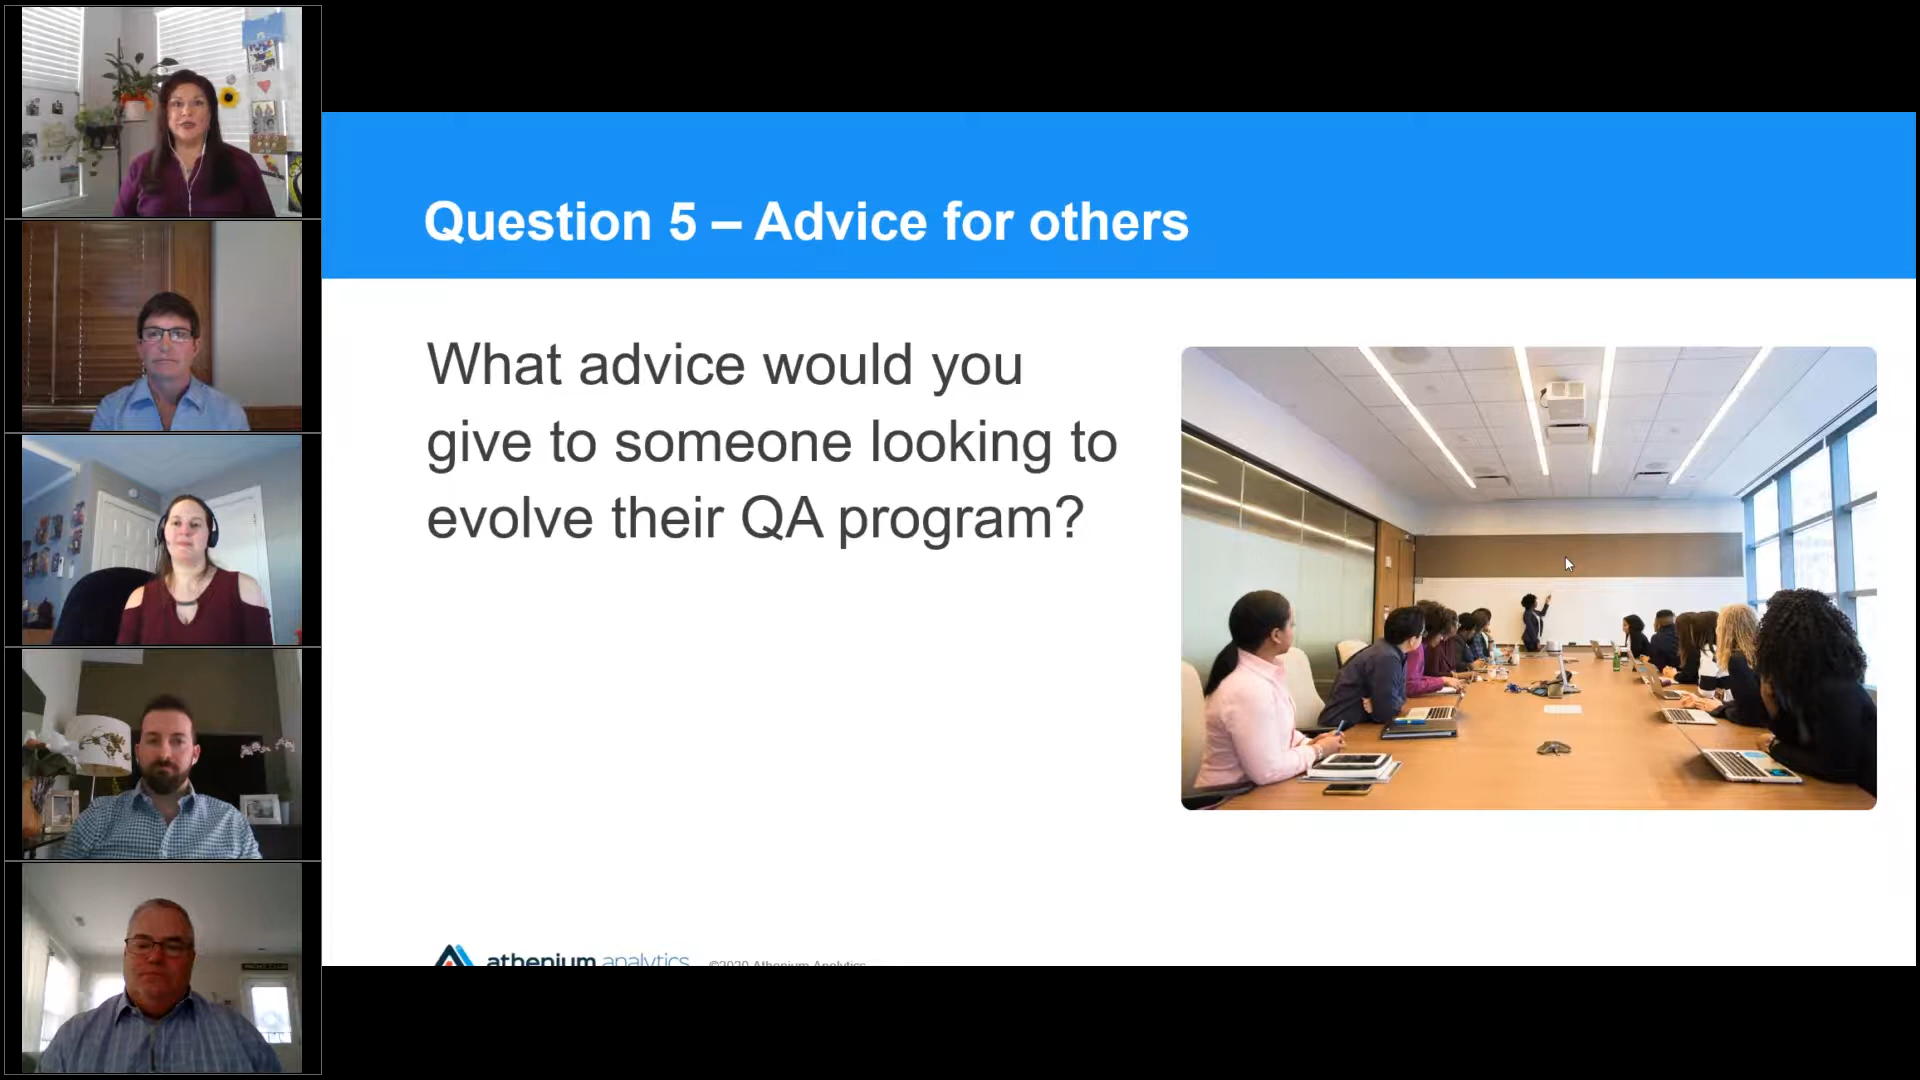 Question 5 – Advice for others
What advice would you
give to someone looking to
evolve their QA program?
athenium analytics ©2020 Athenium Analytics